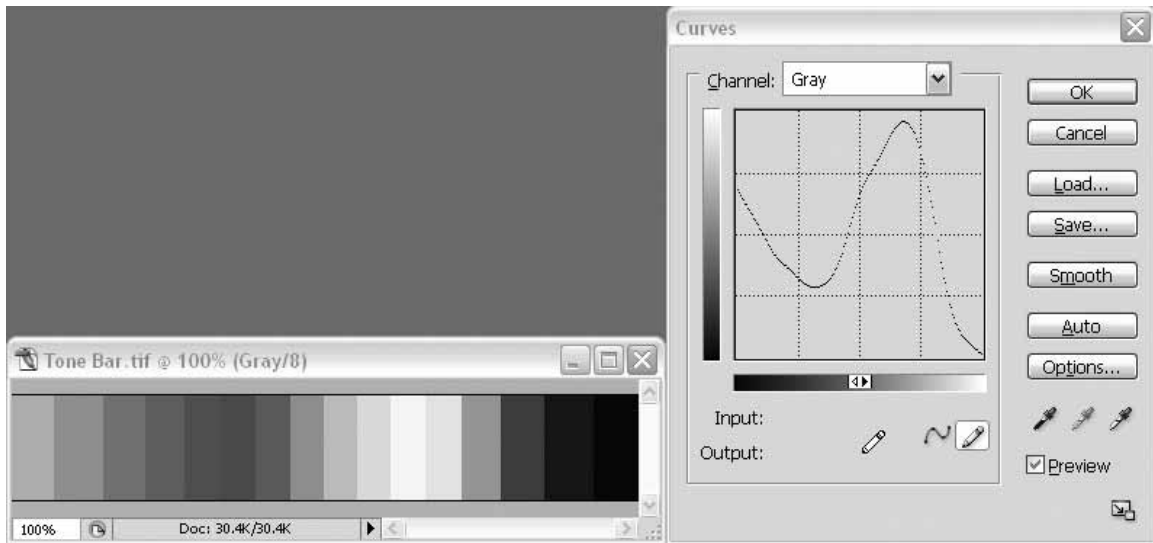 Curves
Channel: Gray
OK
Cancel
Load...
Save...
Smooth
Auto
Options...
Input:
Output:
Preview
Tone Bar.tif @ 100% (Gray/8)
100%
Doc: 30.4K/30.4K